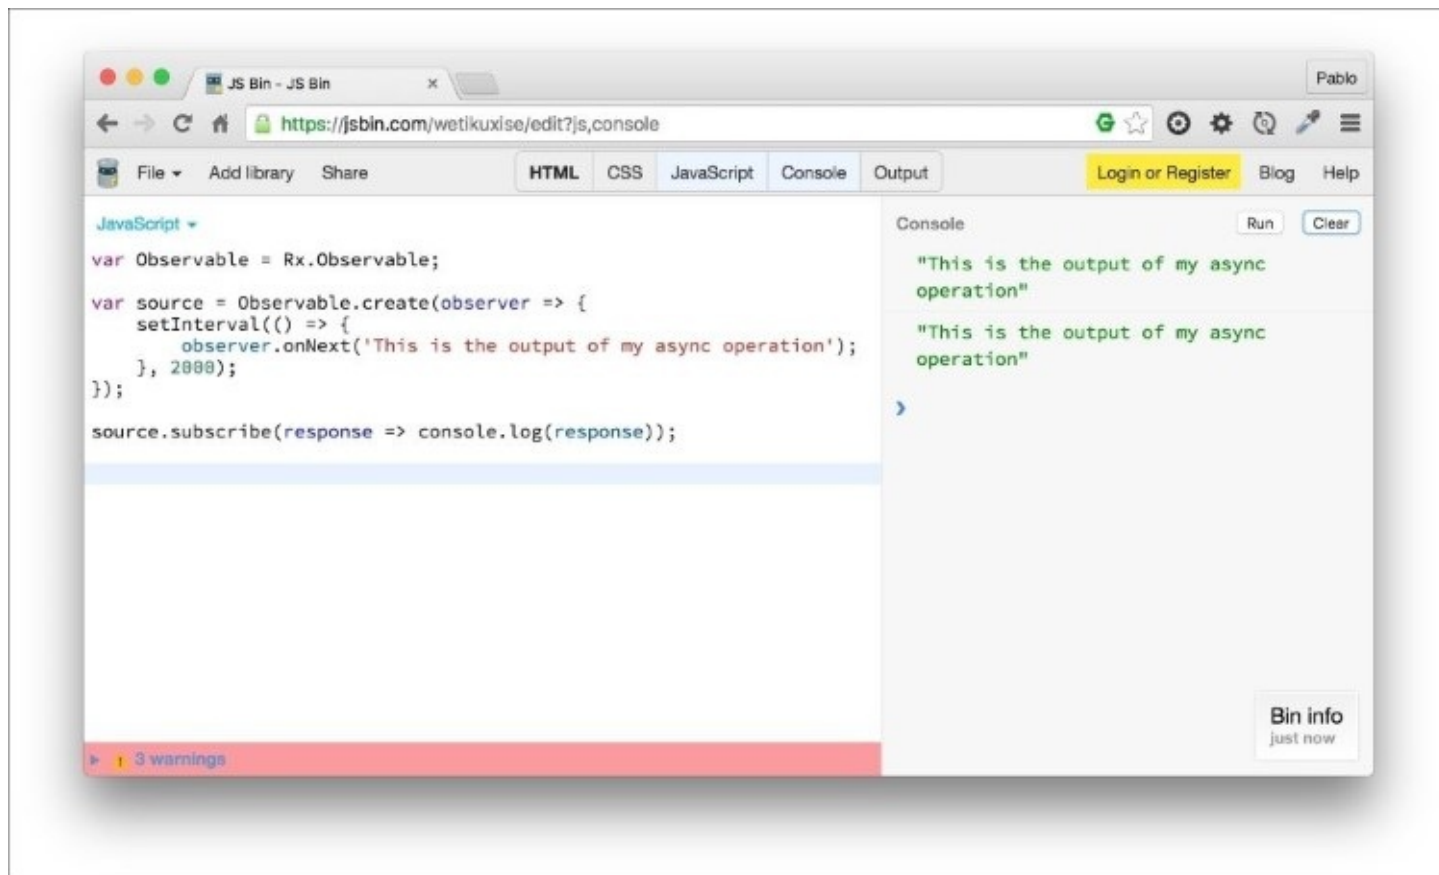 JS Bin - JS Bin
Pablo
https://jsbin.com/wetikuxise/edit?js,console
File Add library Share HTML CSS JavaScript Console Output Login or Register Blog Help
JavaScript
var Observable = Rx.Observable;
var source = Observable.create(observer => {
    setInterval(() => {
        observer.onNext('This is the output of my async operation');
    }, 2000);
});
source.subscribe(response => console.log(response));
3 warnings
Console Run Clear
"This is the output of my async
operation"
"This is the output of my async
operation"
Bin info
just now